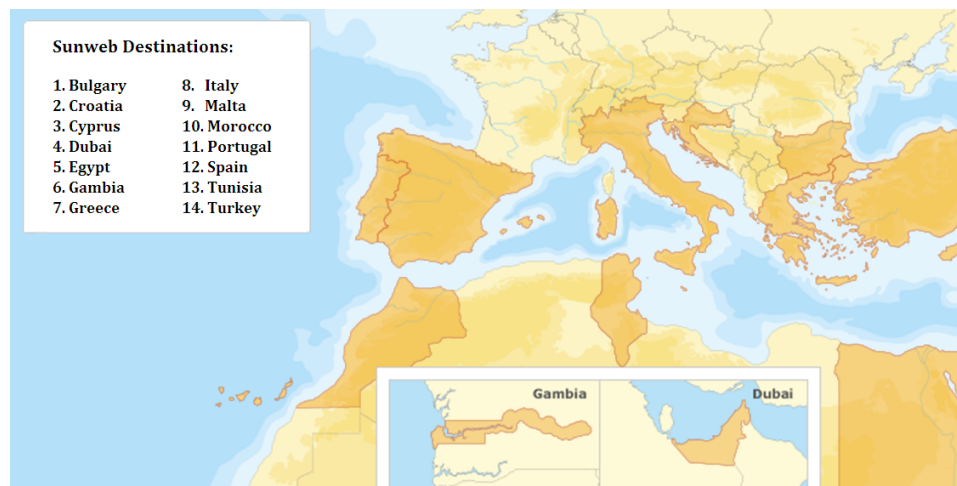 Sunweb Destinations:
1. Bulgary
2. Croatia
3. Cyprus
4. Dubai
5. Egypt
6. Gambia
7. Greece
8. Italy
9. Malta
10. Morocco
11. Portugal
12. Spain
13. Tunisia
14. Turkey
Gambia
Dubai